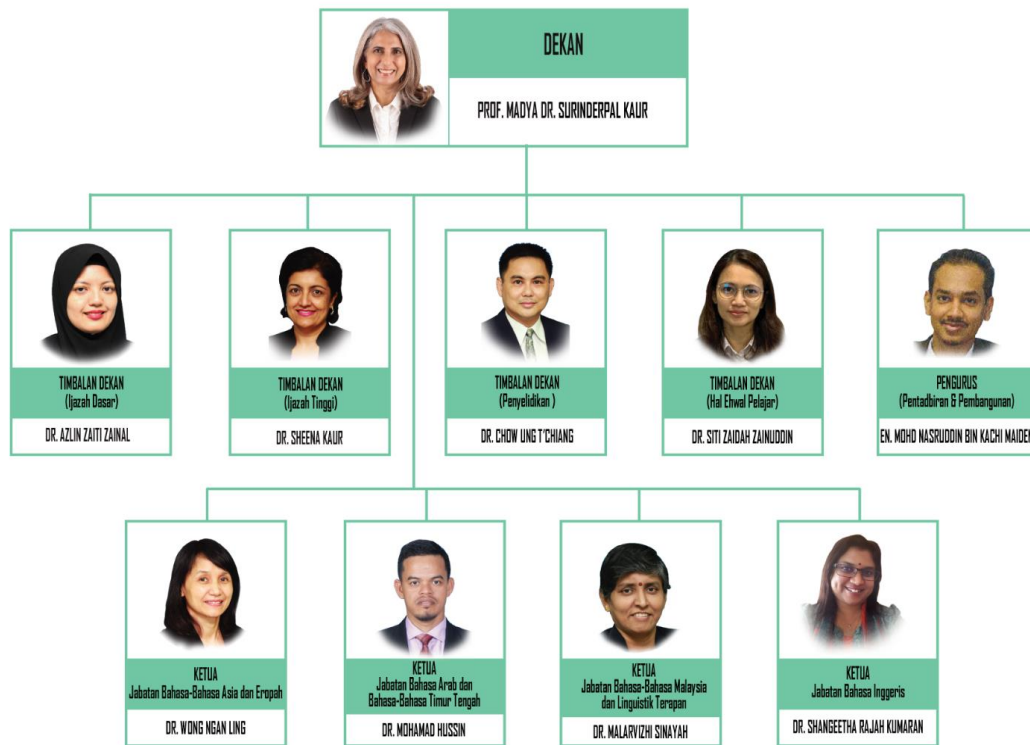 DEKAN
PROF. MADYA DR. SURINDERPAL KAUR
TIMBALAN DEKAN
(Ijazah Dasar)
DR. AZLIN ZAITI ZAINAL
TIMBALAN DEKAN
(Ijazah Tinggi)
DR. SHEENA KAUR
TIMBALAN DEKAN
(Penyelidikan )
DR. CHOW UNG T'CHIANG
TIMBALAN DEKAN
(Hal Ehwal Pelajar)
DR. SITI ZAIDAH ZAINUDDIN
PENGURUS
(Pentadbiran & Pembangunan)
EN. MOHD NASRUDDIN BIN KACHI MAIDEN
KETUA
Jabatan Bahasa-Bahasa Asia dan Eropah
DR. WONG NGAN LING
KETUA
Jabatan Bahasa Arab dan
Bahasa-Bahasa Timur Tengah
DR. MOHAMAD HUSSIN
KETUA
Jabatan Bahasa-Bahasa Malaysia
dan Linguistik Terapan
DR. MALARVIZHI SINAYAH
KETUA
Jabatan Bahasa Inggeris
DR. SHANGEETHA RAJAH KUMARAN